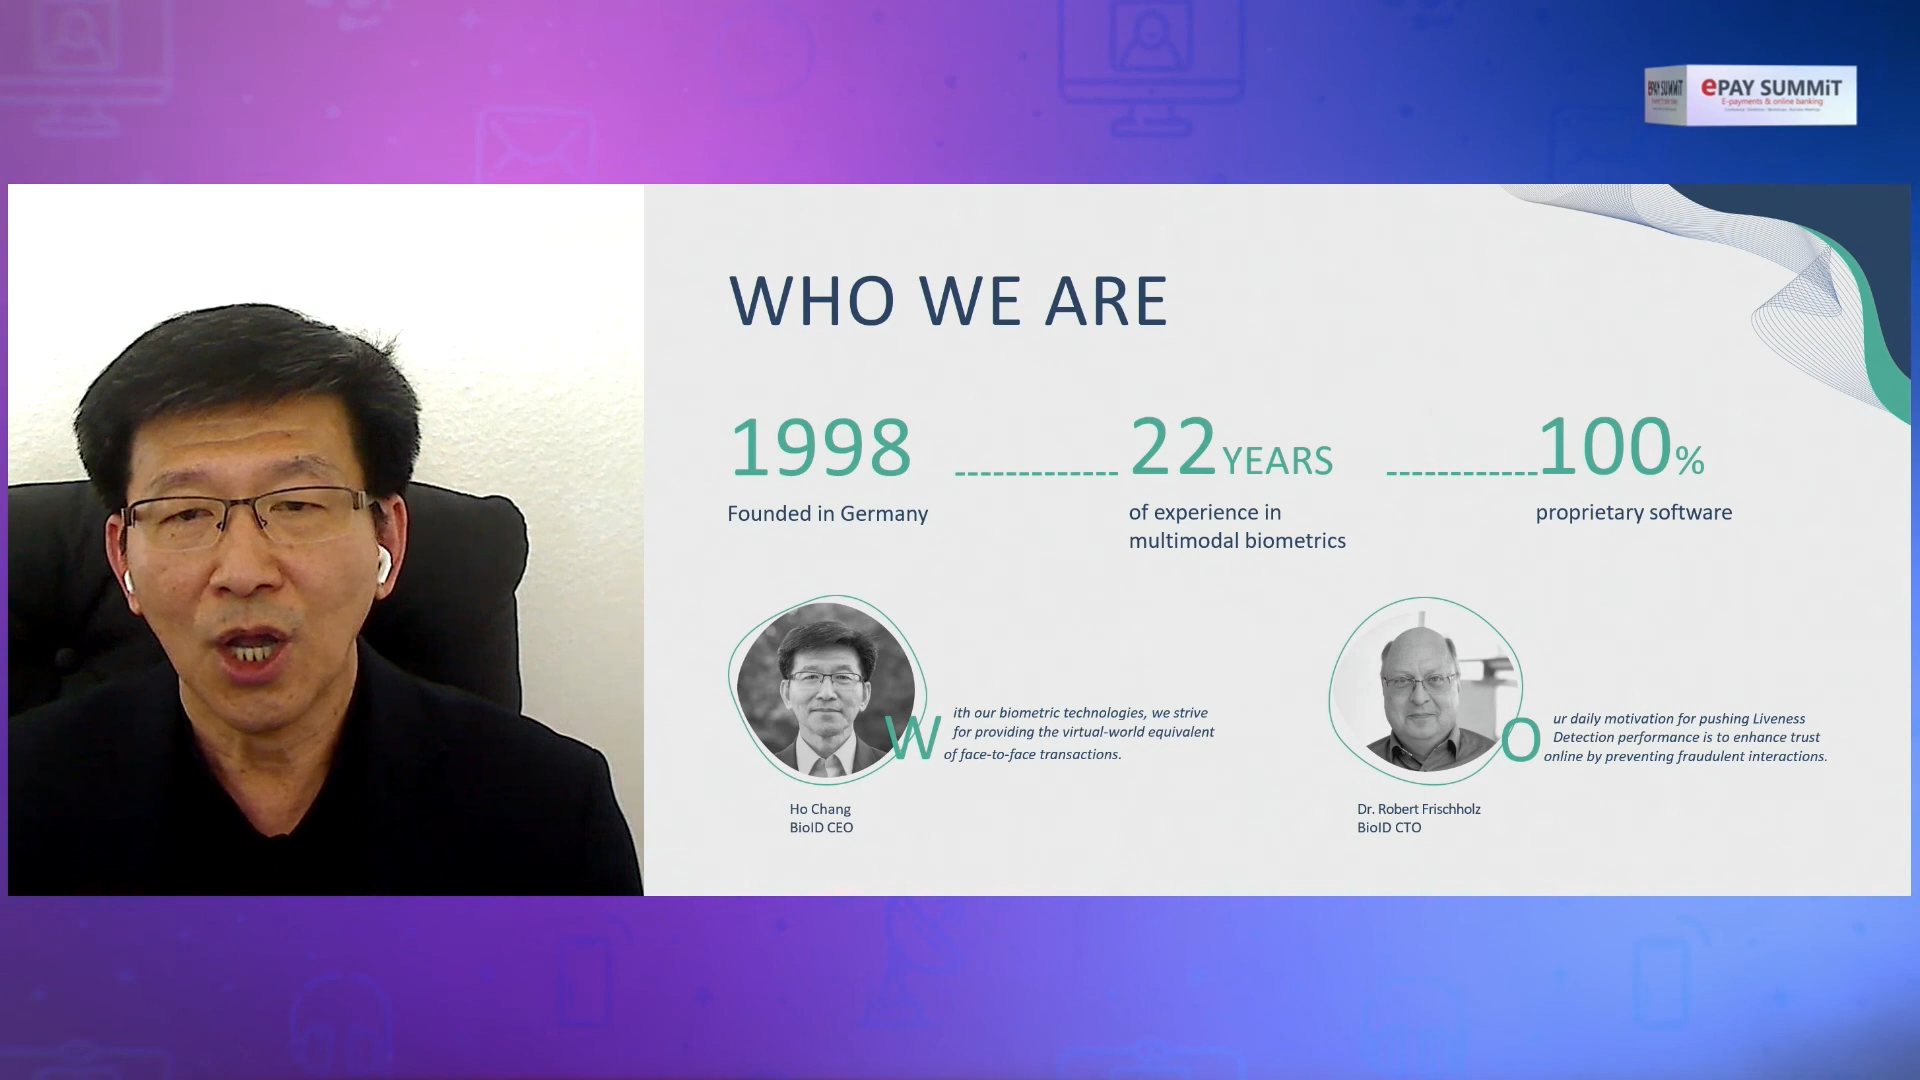 ePAY SUMMiT
E-payments & online banking
WHO WE ARE
1998
Founded in Germany
22 YEARS
of experience in
multimodal biometrics
100%
proprietary software
With our biometric technologies, we strive
for providing the virtual-world equivalent
of face-to-face transactions.
Ho Chang
BioID CEO
Our daily motivation for pushing Liveness
Detection performance is to enhance trust
online by preventing fraudulent interactions.
Dr. Robert Frischholz
BioID CTO